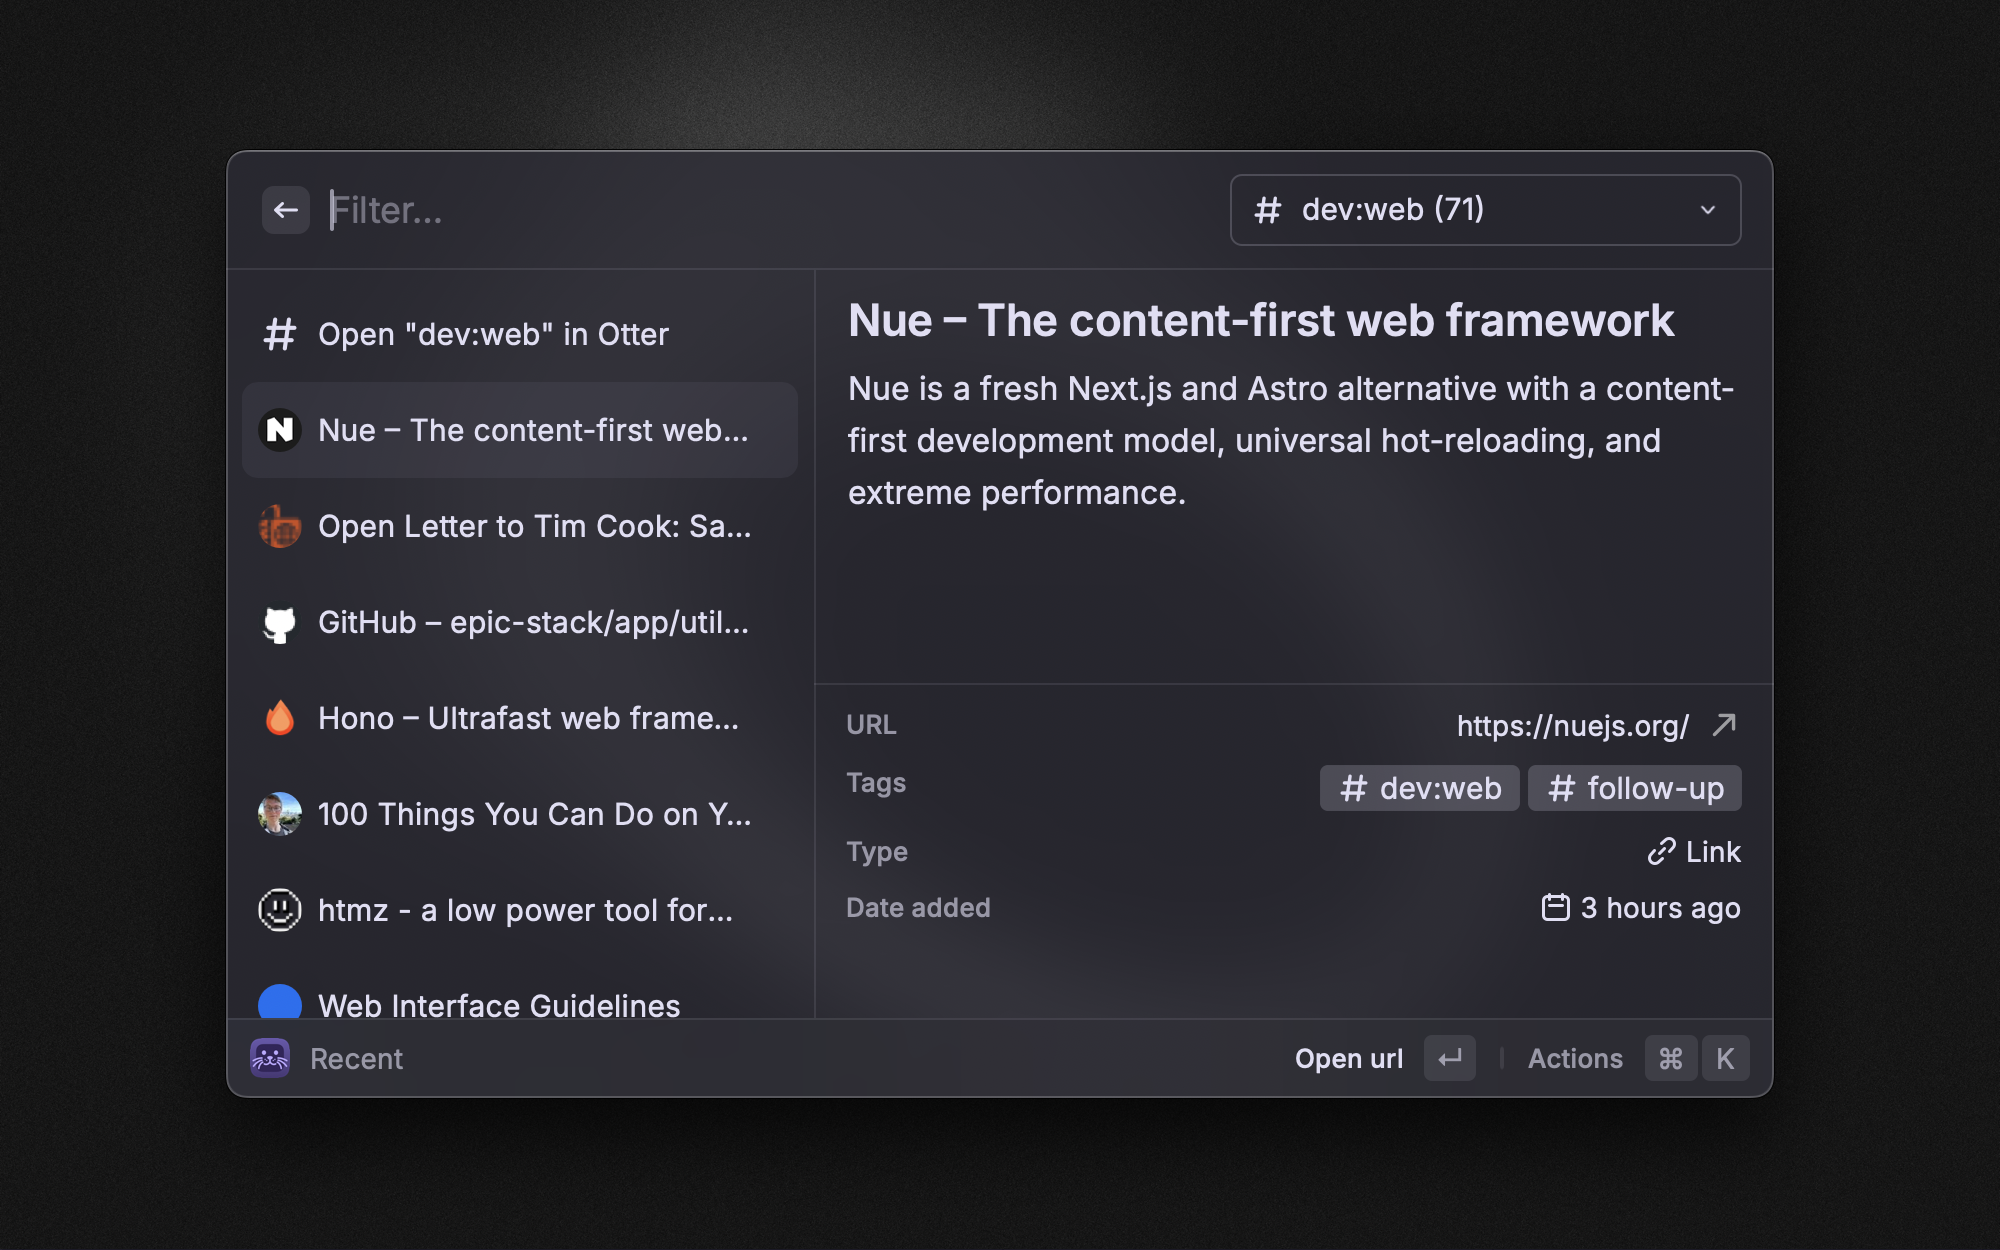 Filter...
# dev:web (71)
# Open "dev:web" in Otter
Nue – The content-first web...
Open Letter to Tim Cook: Sa...
GitHub – epic-stack/app/util...
Hono – Ultrafast web frame...
100 Things You Can Do on Y...
htmz - a low power tool for...
Web Interface Guidelines
Nue – The content-first web framework
Nue is a fresh Next.js and Astro alternative with a content-
first development model, universal hot-reloading, and
extreme performance.
URL https://nuejs.org/
Tags # dev:web # follow-up
Type Link
Date added 3 hours ago
Recent
Open url ↵ | Actions ⌘ K